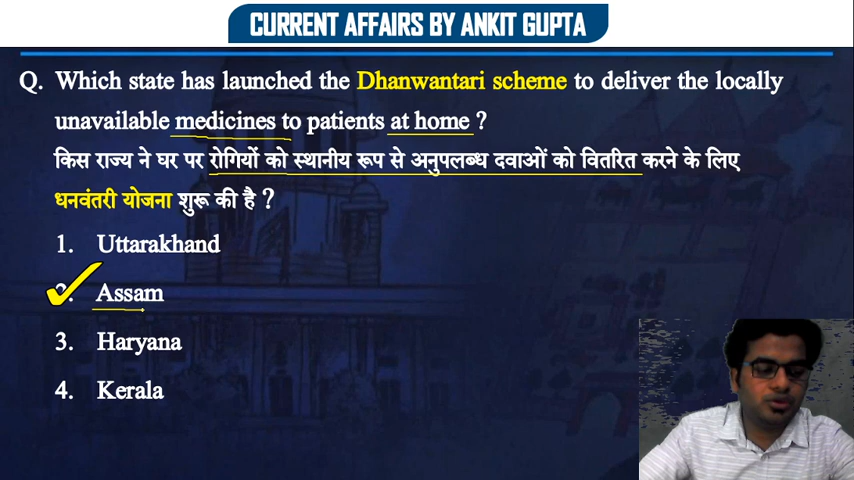 CURRENT AFFAIRS BY ANKIT GUPTA
Q. Which state has launched the Dhanwantari scheme to deliver the locally
unavailable medicines to patients at home ?
किस राज्य ने घर पर रोगियों को स्थानीय रूप से अनुपलब्ध दवाओं को वितरित करने के लिए
धनवंतरी योजना शुरू की है ?
1. Uttarakhand
2. Assam
3. Haryana
4. Kerala